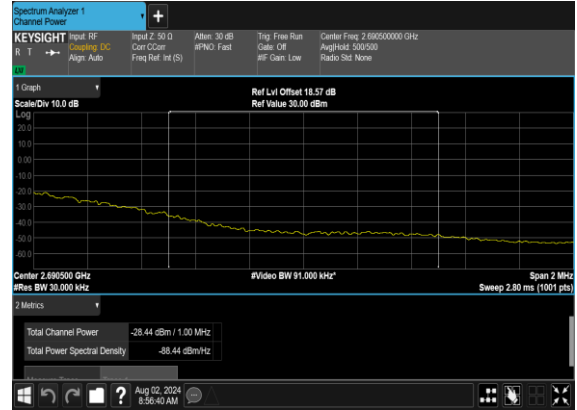 Spectrum Analyzer 1
Channel Power
KEYSIGHT
R T
LXI
Input: RF
Coupling: DC
Align: Auto
Input Z: 50 Ω
Corr CCorr
Freq Ref: Int (S)
Atten: 30 dB
#PNO: Fast
Trig: Free Run
Gate: Off
#IF Gain: Low
Center Freq: 2.690500000 GHz
Avg|Hold: 500/500
Radio Std: None
1 Graph
Scale/Div 10.0 dB
Ref Lvl Offset 18.57 dB
Ref Value 30.00 dBm
Log
20.0
10.0
0.00
-10.0
-20.0
-30.0
-40.0
-50.0
-60.0
Center 2.690500 GHz
#Res BW 30.000 kHz
#Video BW 91.000 kHz*
Span 2 MHz
Sweep 2.80 ms (1001 pts)
2 Metrics
Total Channel Power -28.44 dBm / 1.00 MHz
Total Power Spectral Density -88.44 dBm/Hz
?
Aug 02, 2024
8:56:40 AM